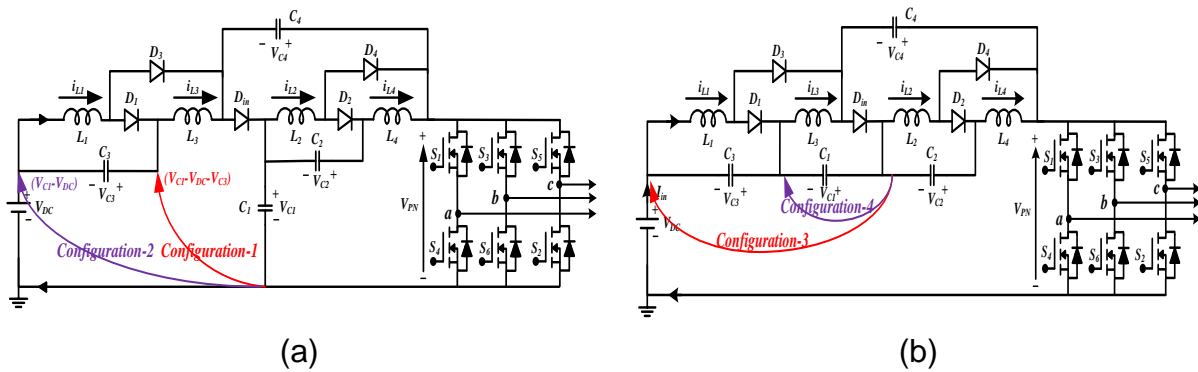 C4
− VC4 +
D3
D4
iL1
D1
iL3
Din
iL2
D2
iL4
L1
L3
L2
L4
C3
− VC3 +
C2
− VC2 +
(VC1-VDC)
(VC1-VDC-VC3)
+ VDC −
C1
+ VC1 −
Configuration-2
Configuration-1
+ VPN −
S1
S3
S5
a
b
c
S4
S6
S2
(a)
C4
− VC4 +
D3
D4
iL1
D1
iL3
Din
iL2
D2
iL4
L1
L3
L2
L4
C3
− VC3 +
C1
− VC1 +
C2
− VC2 +
Iin
+ VDC −
Configuration-4
Configuration-3
+ VPN −
S1
S3
S5
a
b
c
S4
S6
S2
(b)